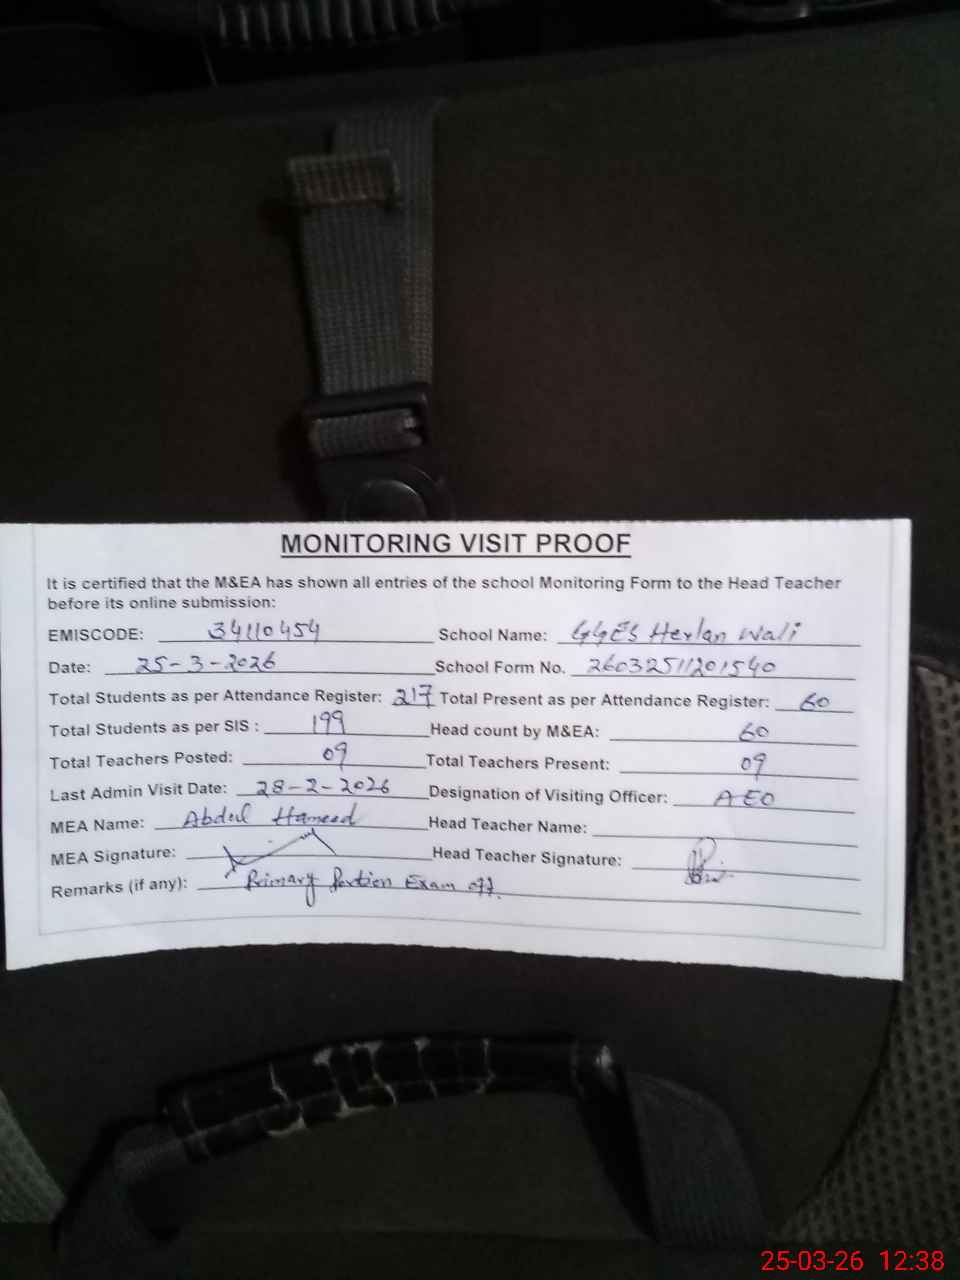 MONITORING VISIT PROOF
It is certified that the M&EA has shown all entries of the school Monitoring Form to the Head Teacher
before its online submission:
EMISCODE: 34110454 School Name: GGES Herlan Wali
Date: 25-3-2026 School Form No. 26032511201540
Total Students as per Attendance Register: 217 Total Present as per Attendance Register: 60
Total Students as per SIS : 199 Head count by M&EA: 60
Total Teachers Posted: 09 Total Teachers Present: 09
Last Admin Visit Date: 28-2-2026 Designation of Visiting Officer: AEO
MEA Name: Abdul Hameed Head Teacher Name:
MEA Signature: Head Teacher Signature:
Remarks (if any): Primary Portion Exam off.
25-03-26 12:38